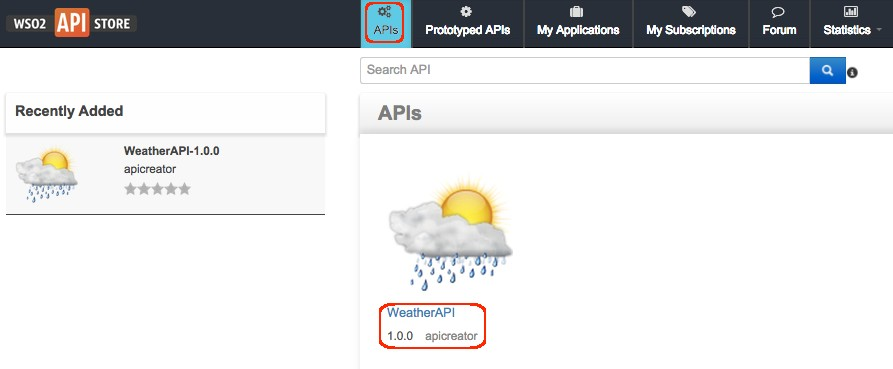 WSO2 API STORE
APIs
Prototyped APIs
My Applications
My Subscriptions
Forum
Statistics
Search API
Recently Added
WeatherAPI-1.0.0
apicreator
APIs
WeatherAPI
1.0.0 apicreator